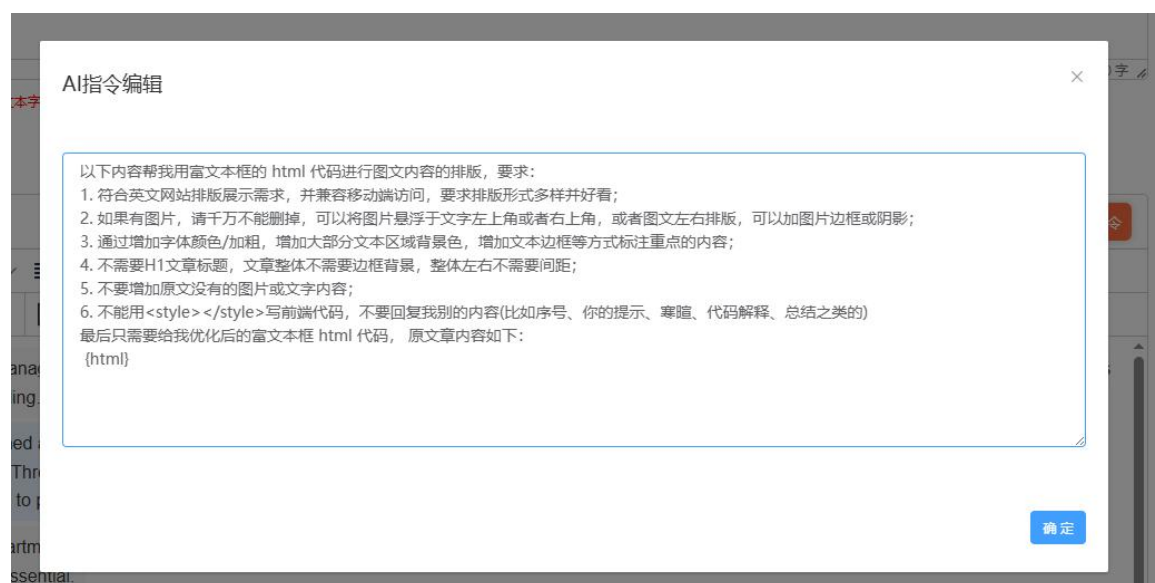 AI指令编辑
×
字
本字
以下内容帮我用富文本框的 html 代码进行图文内容的排版，要求：
1. 符合英文网站排版展示需求，并兼容移动端访问，要求排版形式多样并好看；
2. 如果有图片，请千万不能删掉，可以将图片悬浮于文字左上角或者右上角，或者图文左右排版，可以加图片边框或阴影；
3. 通过增加字体颜色/加粗，增加大部分文本区域背景色，增加文本边框等方式标注重点的内容；
4. 不需要H1文章标题，文章整体不需要边框背景，整体左右不需要间距；
5. 不要增加原文没有的图片或文字内容；
6. 不能用<style></style>写前端代码，不要回复我别的内容(比如序号、你的提示、寒暄、代码解释、总结之类的)
最后只需要给我优化后的富文本框 html 代码， 原文章内容如下：
{html}
令
ing.
to
确定